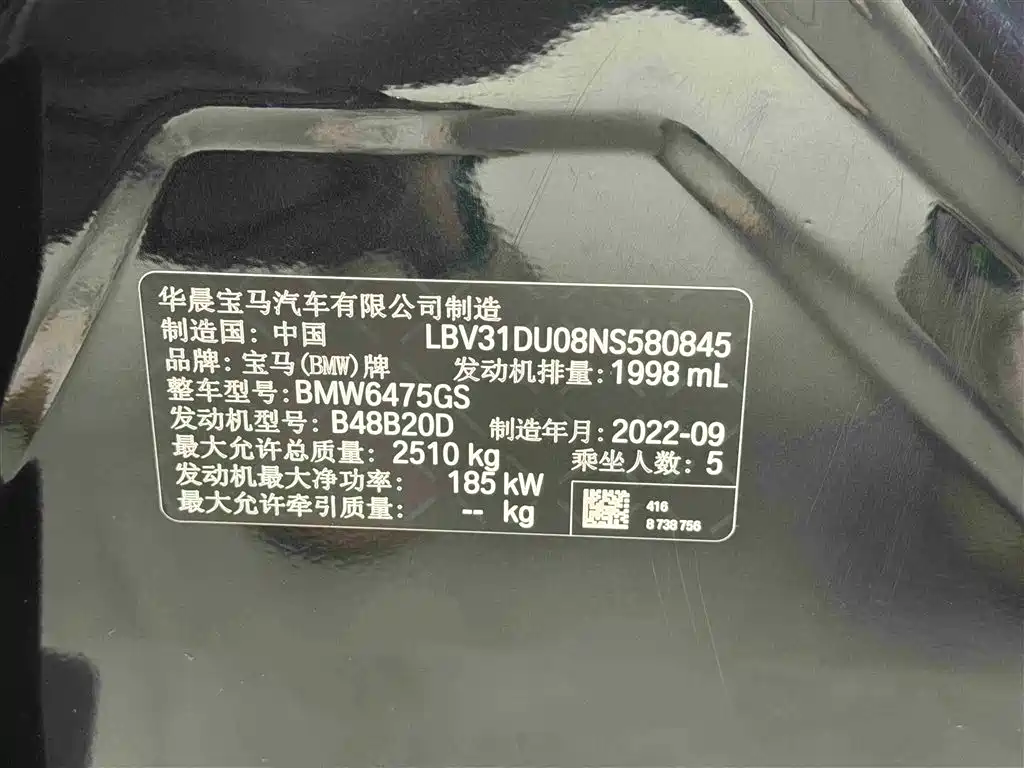 华晨宝马汽车有限公司制造
制造国：中国 LBV31DU08NS580845
品牌：宝马(BMW)牌 发动机排量：1998 mL
整车型号：BMW6475GS
发动机型号：B48B20D 制造年月：2022-09
最大允许总质量：2510 kg 乘坐人数：5
发动机最大净功率：185 kW
最大允许牵引质量：-- kg
416
8 738 756